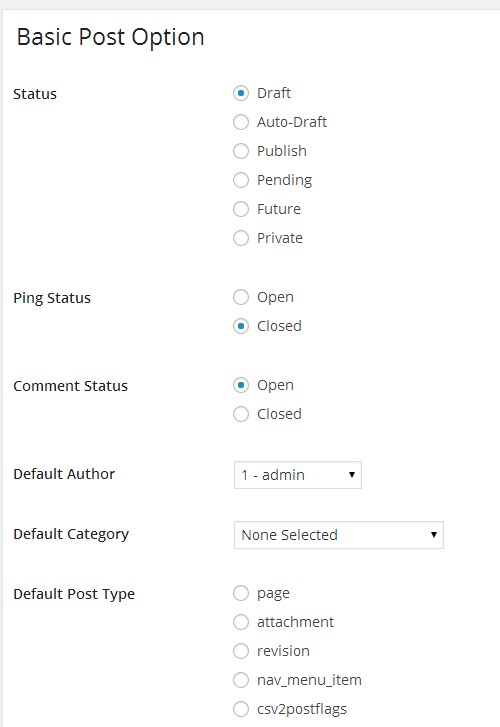 Basic Post Option
Status
Draft
Auto-Draft
Publish
Pending
Future
Private
Ping Status
Open
Closed
Comment Status
Open
Closed
Default Author
1 - admin
Default Category
None Selected
Default Post Type
page
attachment
revision
nav_menu_item
csv2postflags